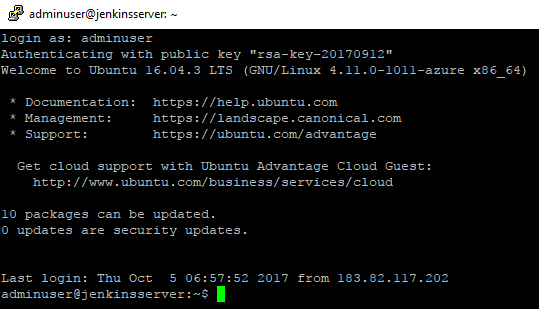 adminuser@jenkinsserver: ~
login as: adminuser
Authenticating with public key "rsa-key-20170912"
Welcome to Ubuntu 16.04.3 LTS (GNU/Linux 4.11.0-1011-azure x86_64)
* Documentation:  https://help.ubuntu.com
* Management:     https://landscape.canonical.com
* Support:        https://ubuntu.com/advantage
Get cloud support with Ubuntu Advantage Cloud Guest:
http://www.ubuntu.com/business/services/cloud
10 packages can be updated.
0 updates are security updates.
Last login: Thu Oct  5 06:57:52 2017 from 183.82.117.202
adminuser@jenkinsserver:~$